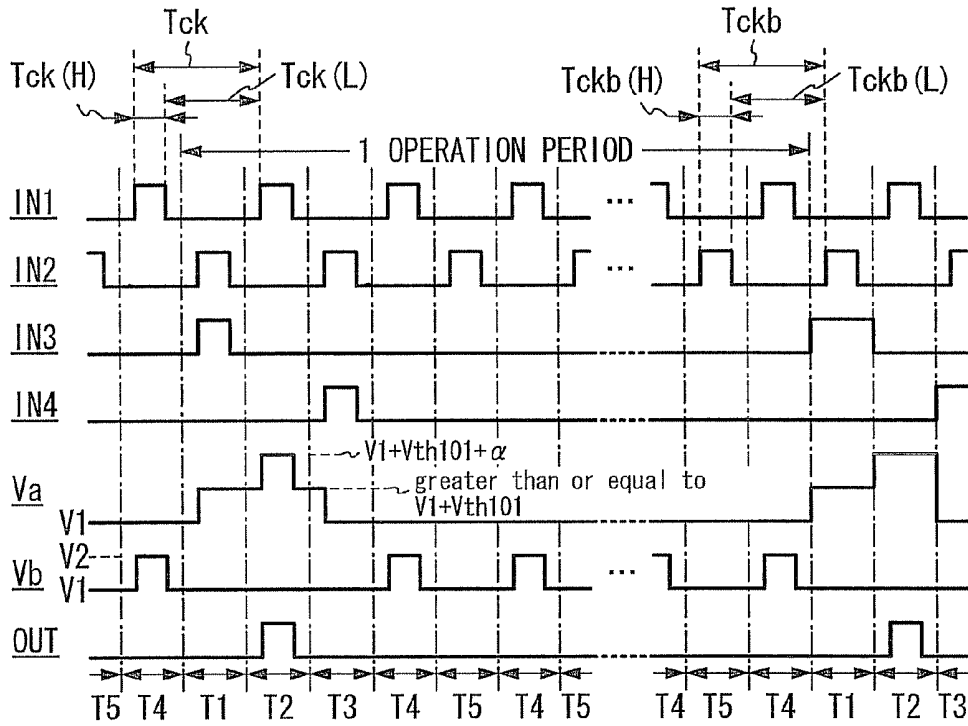 Tck
Tckb
Tck(H)
Tck(L)
Tckb(H)
Tckb(L)
1 OPERATION PERIOD
IN1
...
IN2
...
IN3
IN4
V1+Vth101+α
greater than or equal to
V1+Vth101
Va
V1
V2
Vb
V1
...
OUT
T5 T4 T1 T2 T3 T4 T5 T4 T5 T4 T5 T4 T1 T2 T3